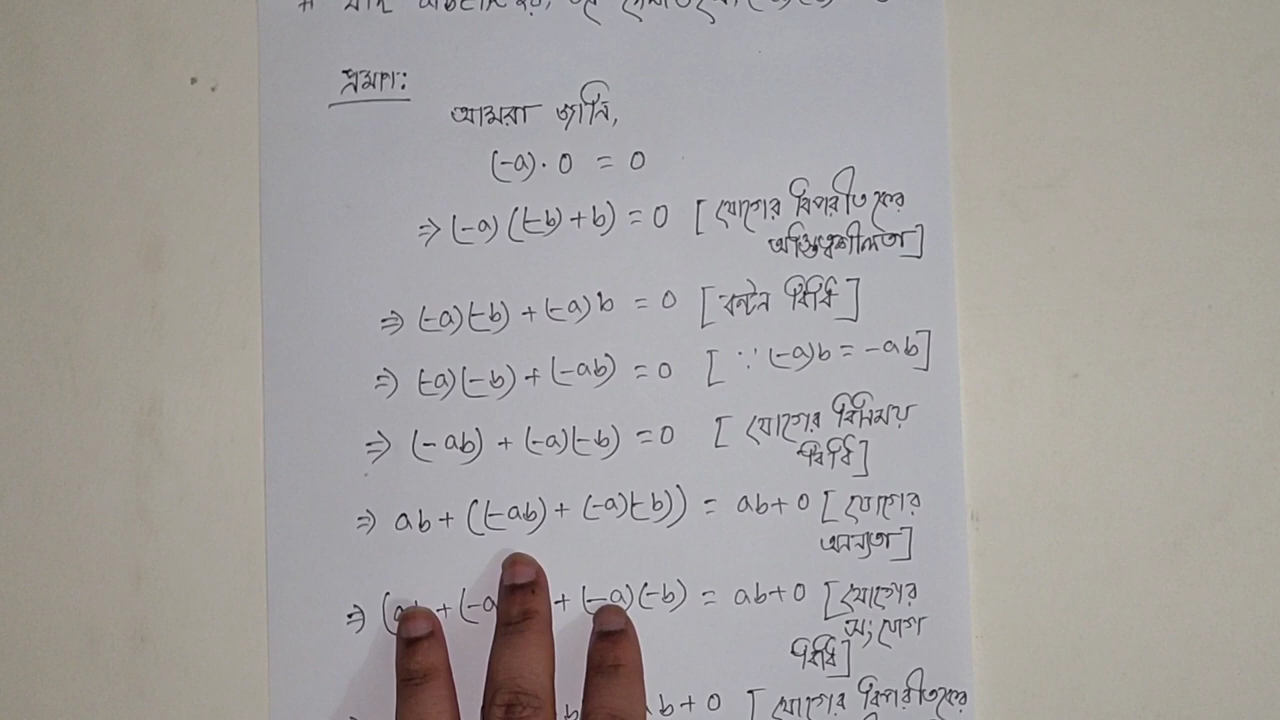 প্রমাণ:
আমরা জানি,
(-a)· 0 = 0
⇒ (-a) ((-b)+b) = 0 [যোগের বিপরীতকের
অস্তিত্বশীলতা]
⇒ (-a)(-b) + (-a)b = 0 [বন্টন বিধি]
⇒ (-a)(-b) + (-ab) = 0 [∵ (-a)b = -ab]
⇒ (-ab) + (-a)(-b) = 0 [যোগের বিনিময়
বিধি]
⇒ ab + ((-ab) + (-a)(-b)) = ab+0 [যোগের
অনন্যতা]
⇒ + (-a)(-b) = ab+0 [যোগের
সংযোগ
বিধি]
b+0 [যোগের বিপরীতকের